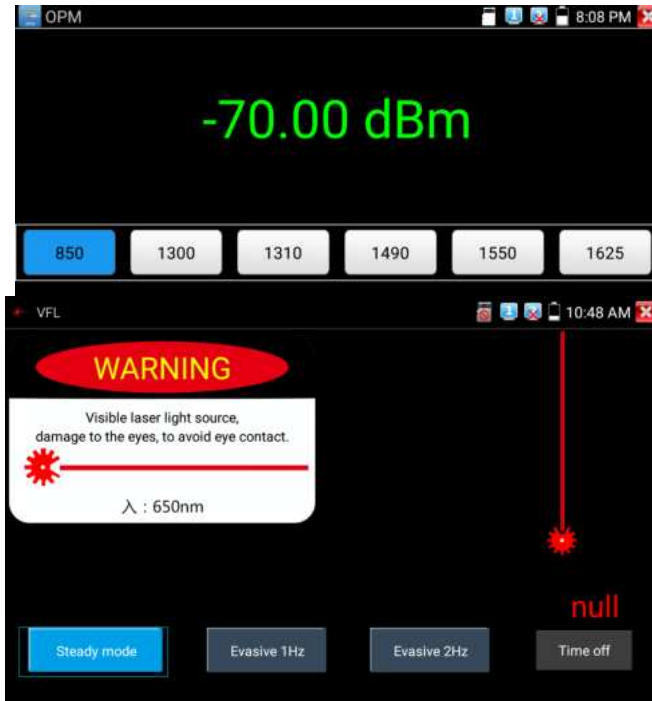 OPM
8:08 PM
-70.00 dBm
850 1300 1310 1490 1550 1625
VFL
10:48 AM
WARNING
Visible laser light source,
damage to the eyes, to avoid eye contact.
入 : 650nm
null
Steady mode Evasive 1Hz Evasive 2Hz Time off